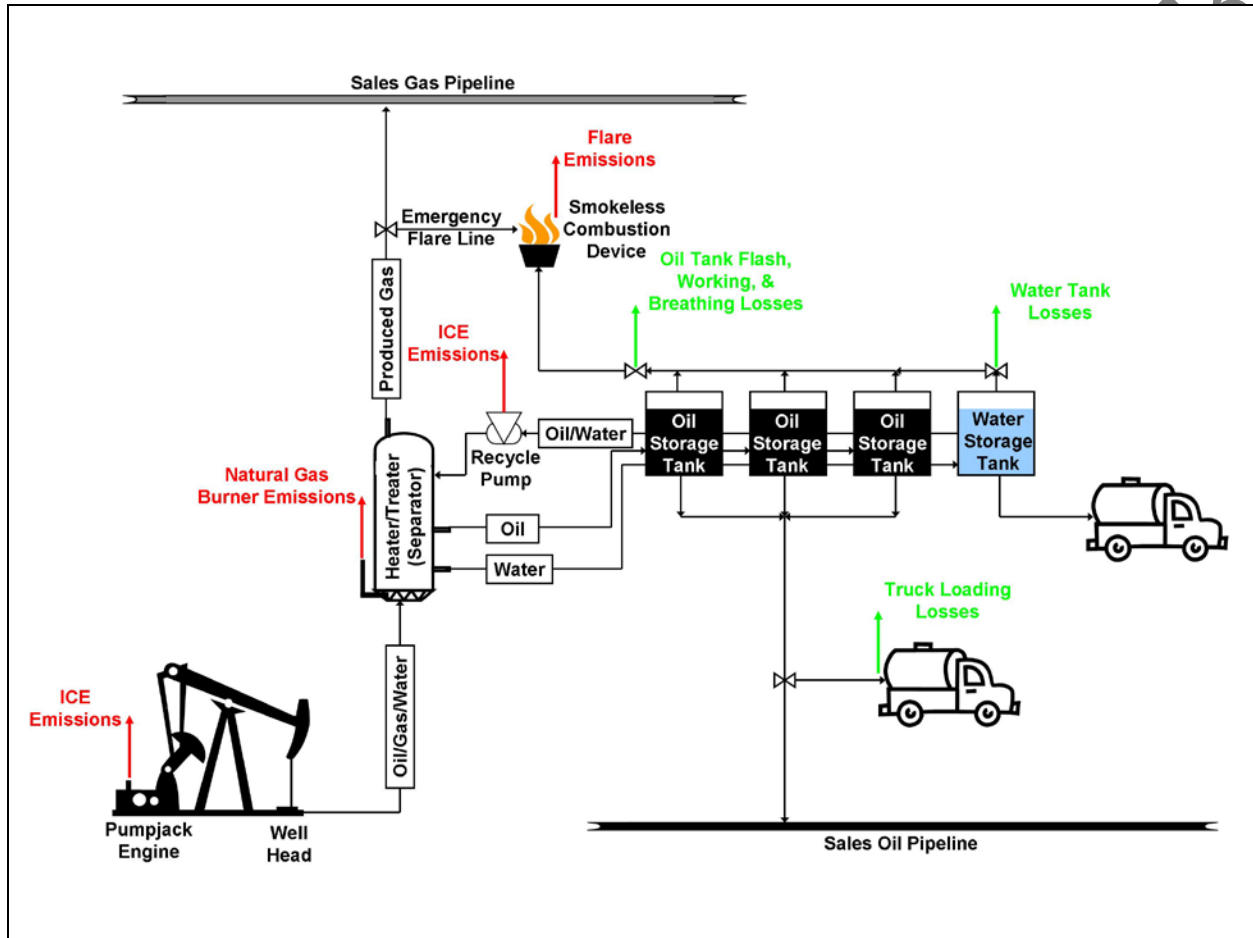 Sales Gas Pipeline
Flare
Emissions
Emergency
Flare Line
Smokeless
Combustion
Device
Oil Tank Flash,
Working, &
Breathing Losses
Water Tank
Losses
Produced Gas
ICE
Emissions
Oil/Water
Recycle
Pump
Oil
Storage
Tank
Oil
Storage
Tank
Oil
Storage
Tank
Water
Storage
Tank
Natural Gas
Burner Emissions
Heater/Treater
(Separator)
Oil
Water
Truck Loading
Losses
ICE
Emissions
Oil/Gas/Water
Pumpjack
Engine
Well
Head
Sales Oil Pipeline